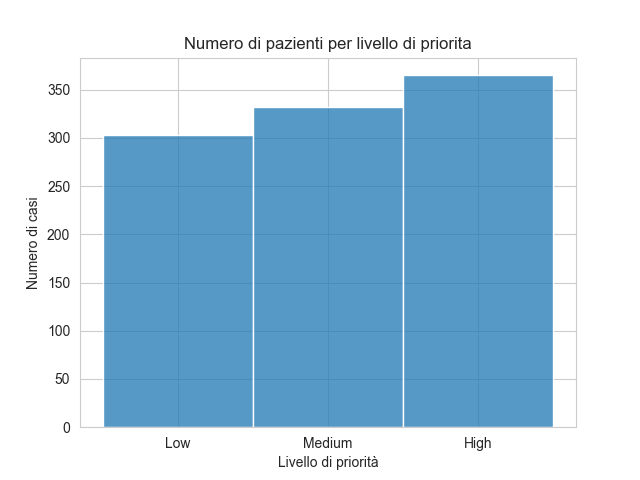 Numero di pazienti per livello di priorita
Numero di casi
350
300
250
200
150
100
50
0
Low Medium High
Livello di priorità